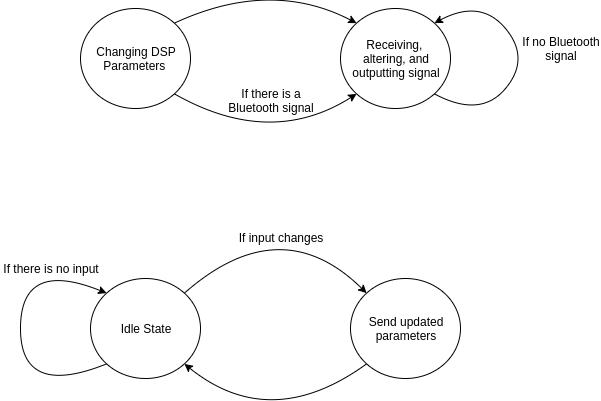 Changing DSP
Parameters
Receiving,
altering, and
outputting signal
If no Bluetooth
signal
If there is a
Bluetooth signal
If input changes
If there is no input
Idle State
Send updated
parameters